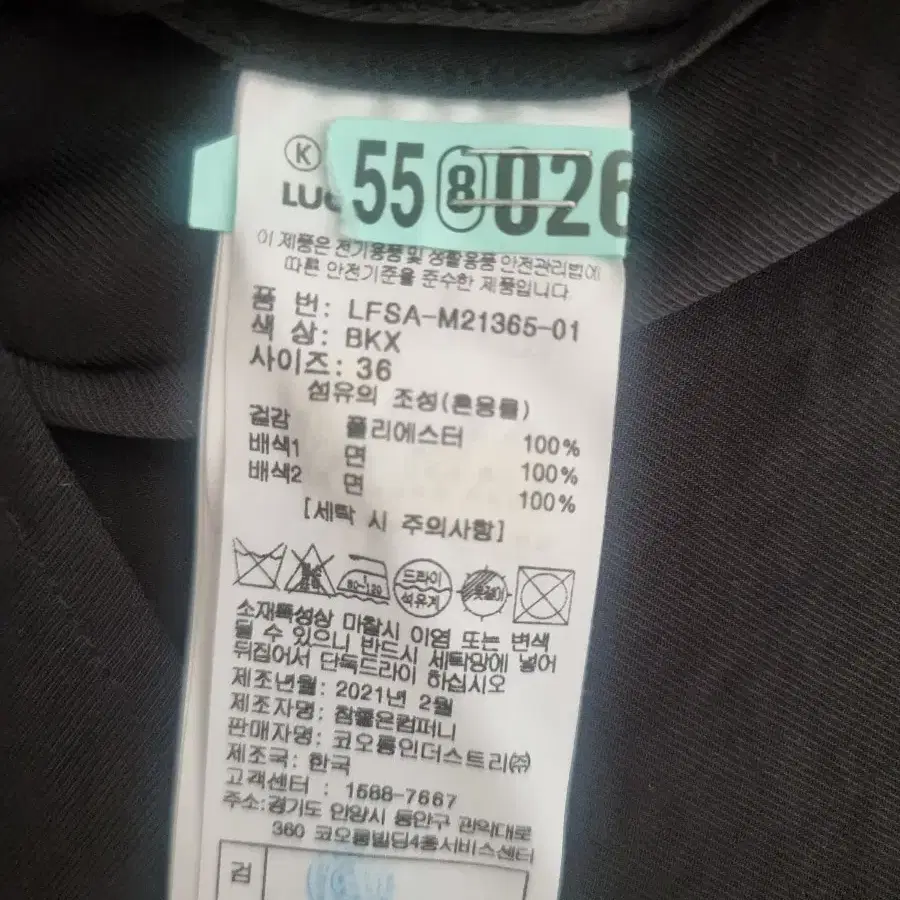 K
55 8 026
LUC
이 제품은 전기용품 및 생활용품 안전관리법에
따른 안전기준을 준수한 제품입니다
품 번: LFSA-M21365-01
색 상: BKX
사이즈: 36
섬유의 조성(혼용률)
겉감 폴리에스터 100%
배색1 면 100%
배색2 면 100%
[세탁 시 주의사항]
80-120
드라이
석유계
옷걸이
소재특성상 마찰시 이염 또는 변색
될 수 있으니 반드시 세탁망에 넣어
뒤집어서 단독드라이 하십시오
제조년월: 2021년 2월
제조자명: 참좋은컴퍼니
판매자명: 코오롱인더스트리㈜
제조국: 한국
고객센터 : 1588-7667
주소:경기도 안양시 동안구 관악대로
360 코오롱빌딩4층서비스센터
검